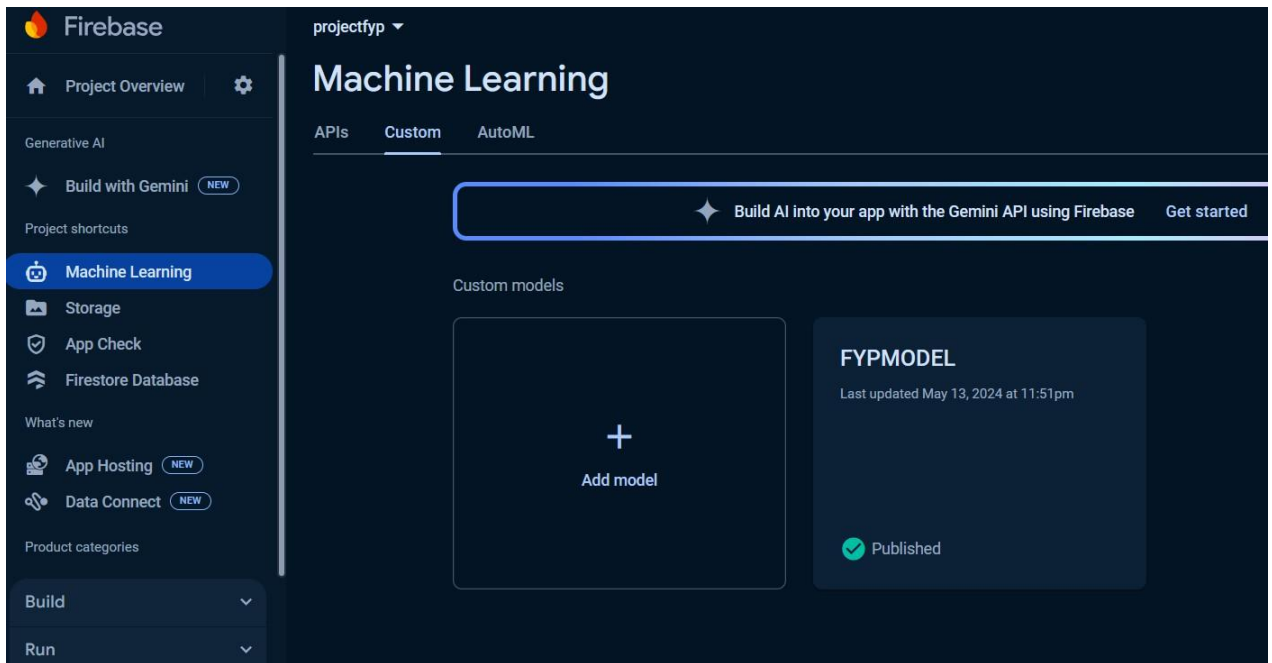 Firebase
Project Overview
Generative AI
Build with Gemini NEW
Project shortcuts
Machine Learning
Storage
App Check
Firestore Database
What's new
App Hosting NEW
Data Connect NEW
Product categories
Build
Run
projectfyp
Machine Learning
APIs Custom AutoML
Build AI into your app with the Gemini API using Firebase Get started
Custom models
Add model
FYPMODEL
Last updated May 13, 2024 at 11:51pm
Published